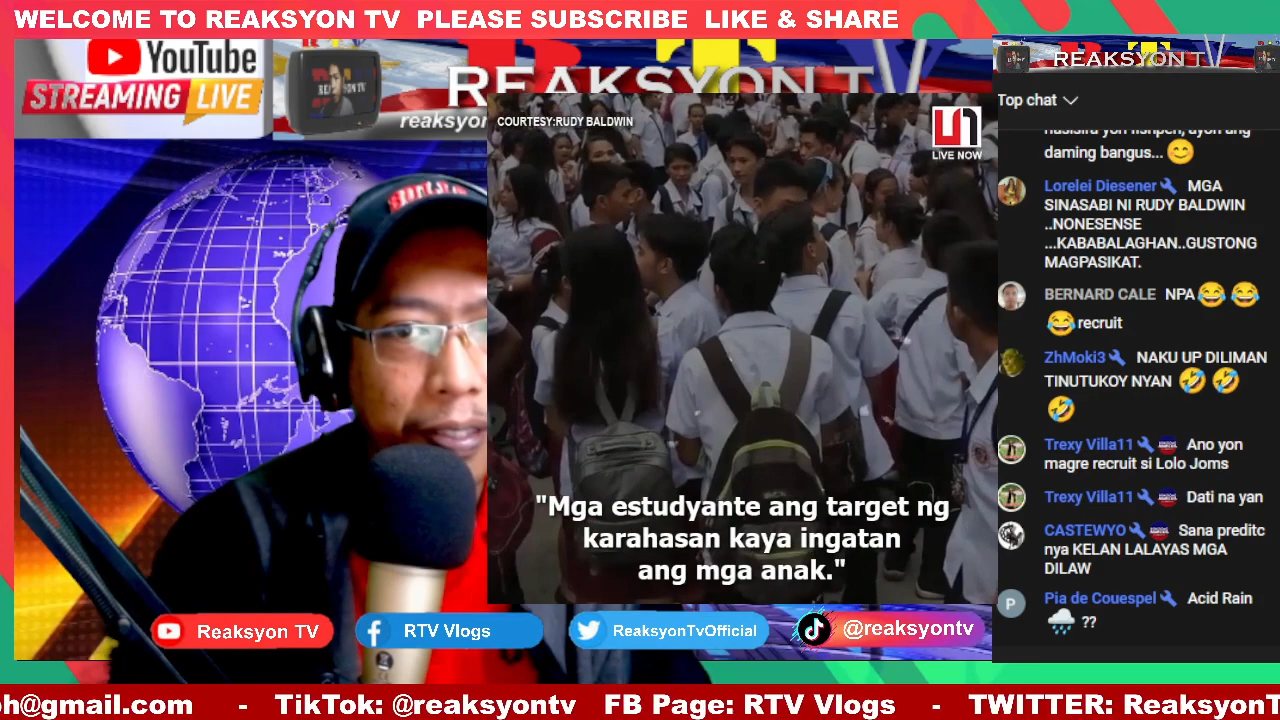 WELCOME TO REAKSYON TV PLEASE SUBSCRIBE LIKE & SHARE
YouTube
STREAMING LIVE
REAKSYON TV
reaksyon
COURTESY:RUDY BALDWIN
LIVE NOW
"Mga estudyante ang target ng
karahasan kaya ingatan
ang mga anak."
Reaksyon TV
RTV Vlogs
ReaksyonTvOfficial
@reaksyontv
REAKSYON TV
Top chat
daming bangus... 😊
Lorelei Diesener MGA
SINASABI NI RUDY BALDWIN
..NONESENSE
...KABABALAGHAN..GUSTONG
MAGPASIKAT.
BERNARD CALE NPA 😂 😂
😂 recruit
ZhMoki3 NAKU UP DILIMAN
TINUTUKOY NYAN 🤣 🤣
🤣
Trexy Villa11 Ano yon
magre recruit si Lolo Joms
Trexy Villa11 Dati na yan
CASTEWYO Sana preditc
nya KELAN LALAYAS MGA
DILAW
P
Pia de Couespel Acid Rain
🌧️ ??
h@gmail.com - TikTok: @reaksyontv FB Page: RTV Vlogs - TWITTER: ReaksyonT